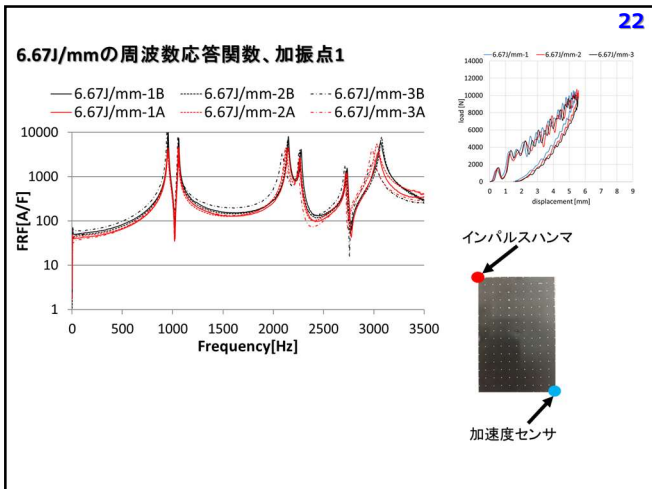 22
6.67J/mmの周波数応答関数、加振点1
6.67J/mm-1B 6.67J/mm-2B 6.67J/mm-3B
6.67J/mm-1A 6.67J/mm-2A 6.67J/mm-3A
FRF[A/F]
10000
1000
100
10
1
0 500 1000 1500 2000 2500 3000 3500
Frequency[Hz]
6.67J/mm-1 6.67J/mm-2 6.67J/mm-3
load [N]
14000
12000
10000
8000
6000
4000
2000
0
0 1 2 3 4 5 6 7 8 9
displacement [mm]
インパルスハンマ
加速度センサ